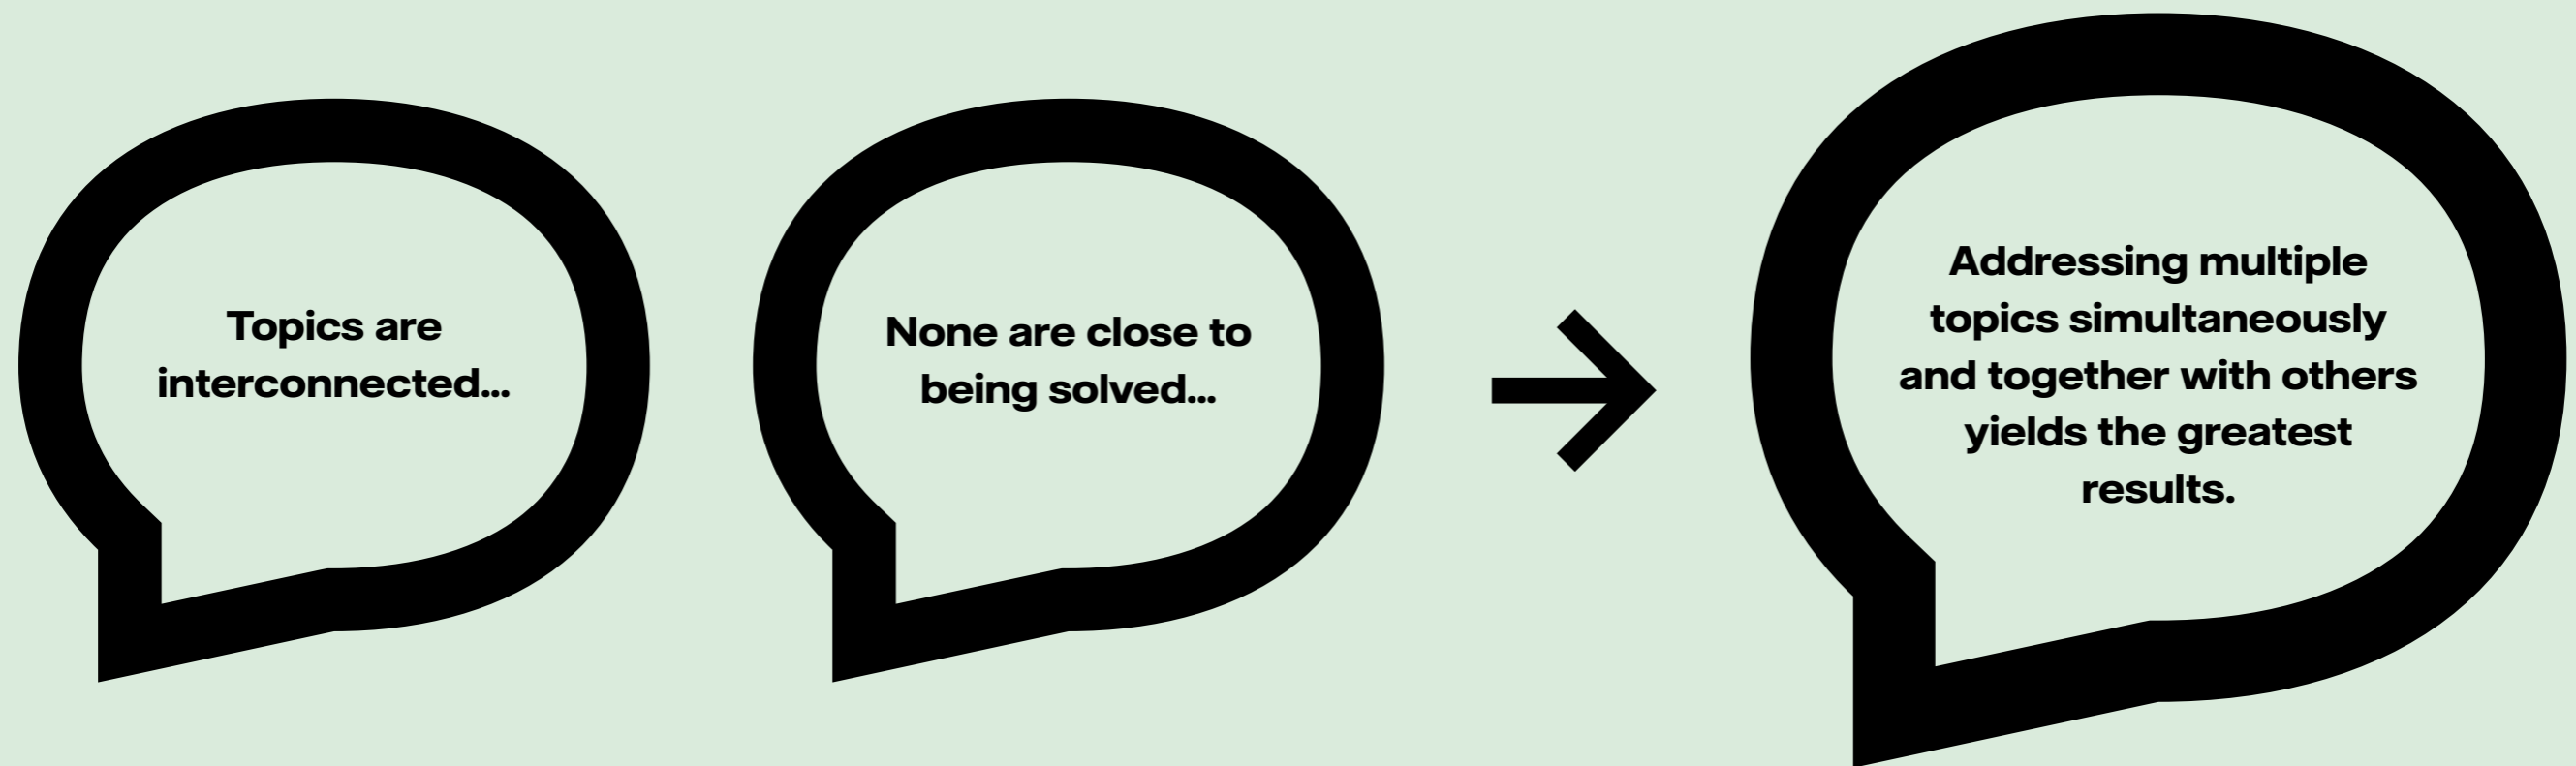 Topics are
interconnected...
None are close to
being solved...
Addressing multiple
topics simultaneously
and together with others
yields the greatest
results.